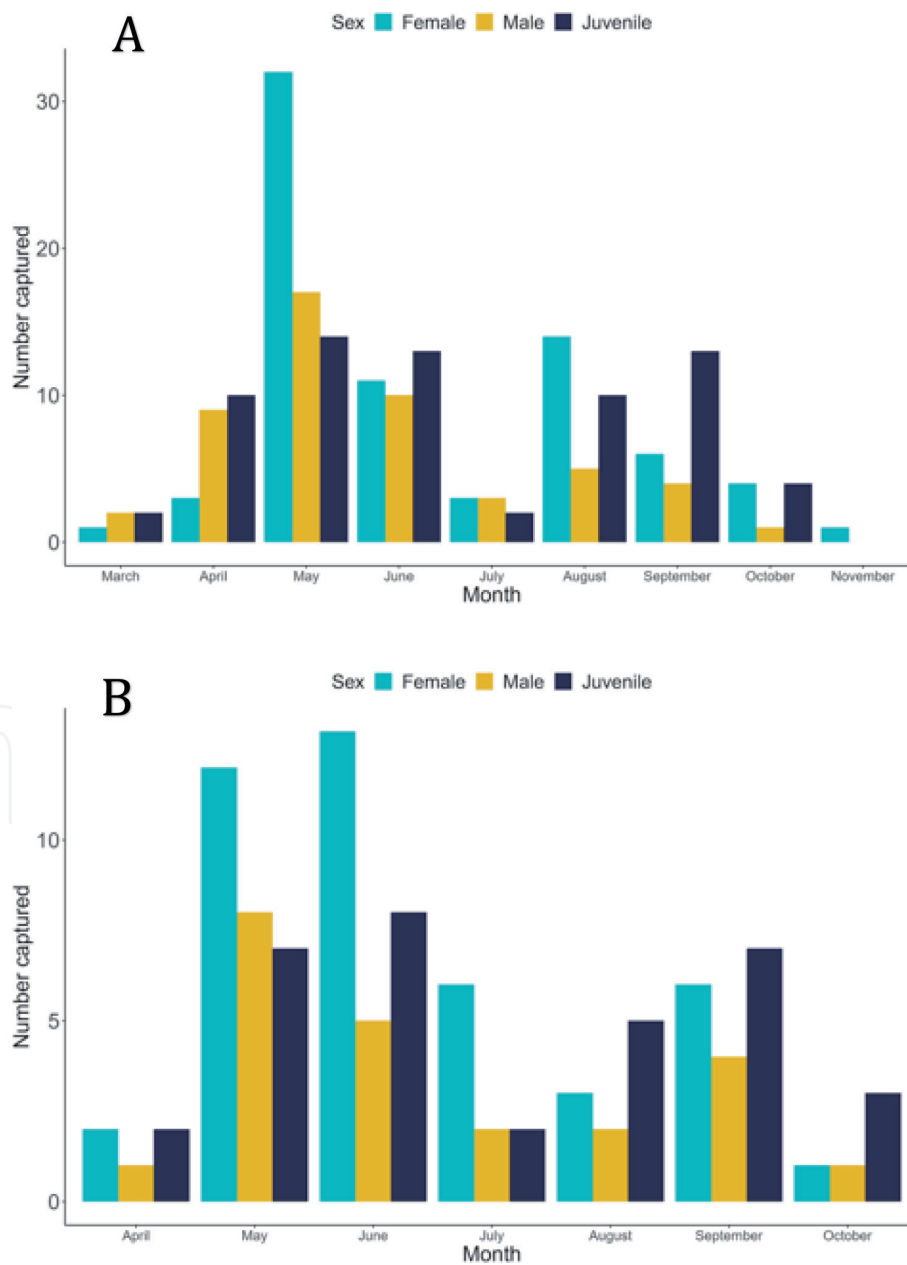 A
Sex Female Male Juvenile
30
20
10
0
Number captured
March April May June July August September October November
Month
B
Sex Female Male Juvenile
10
5
0
Number captured
April May June July August September October
Month